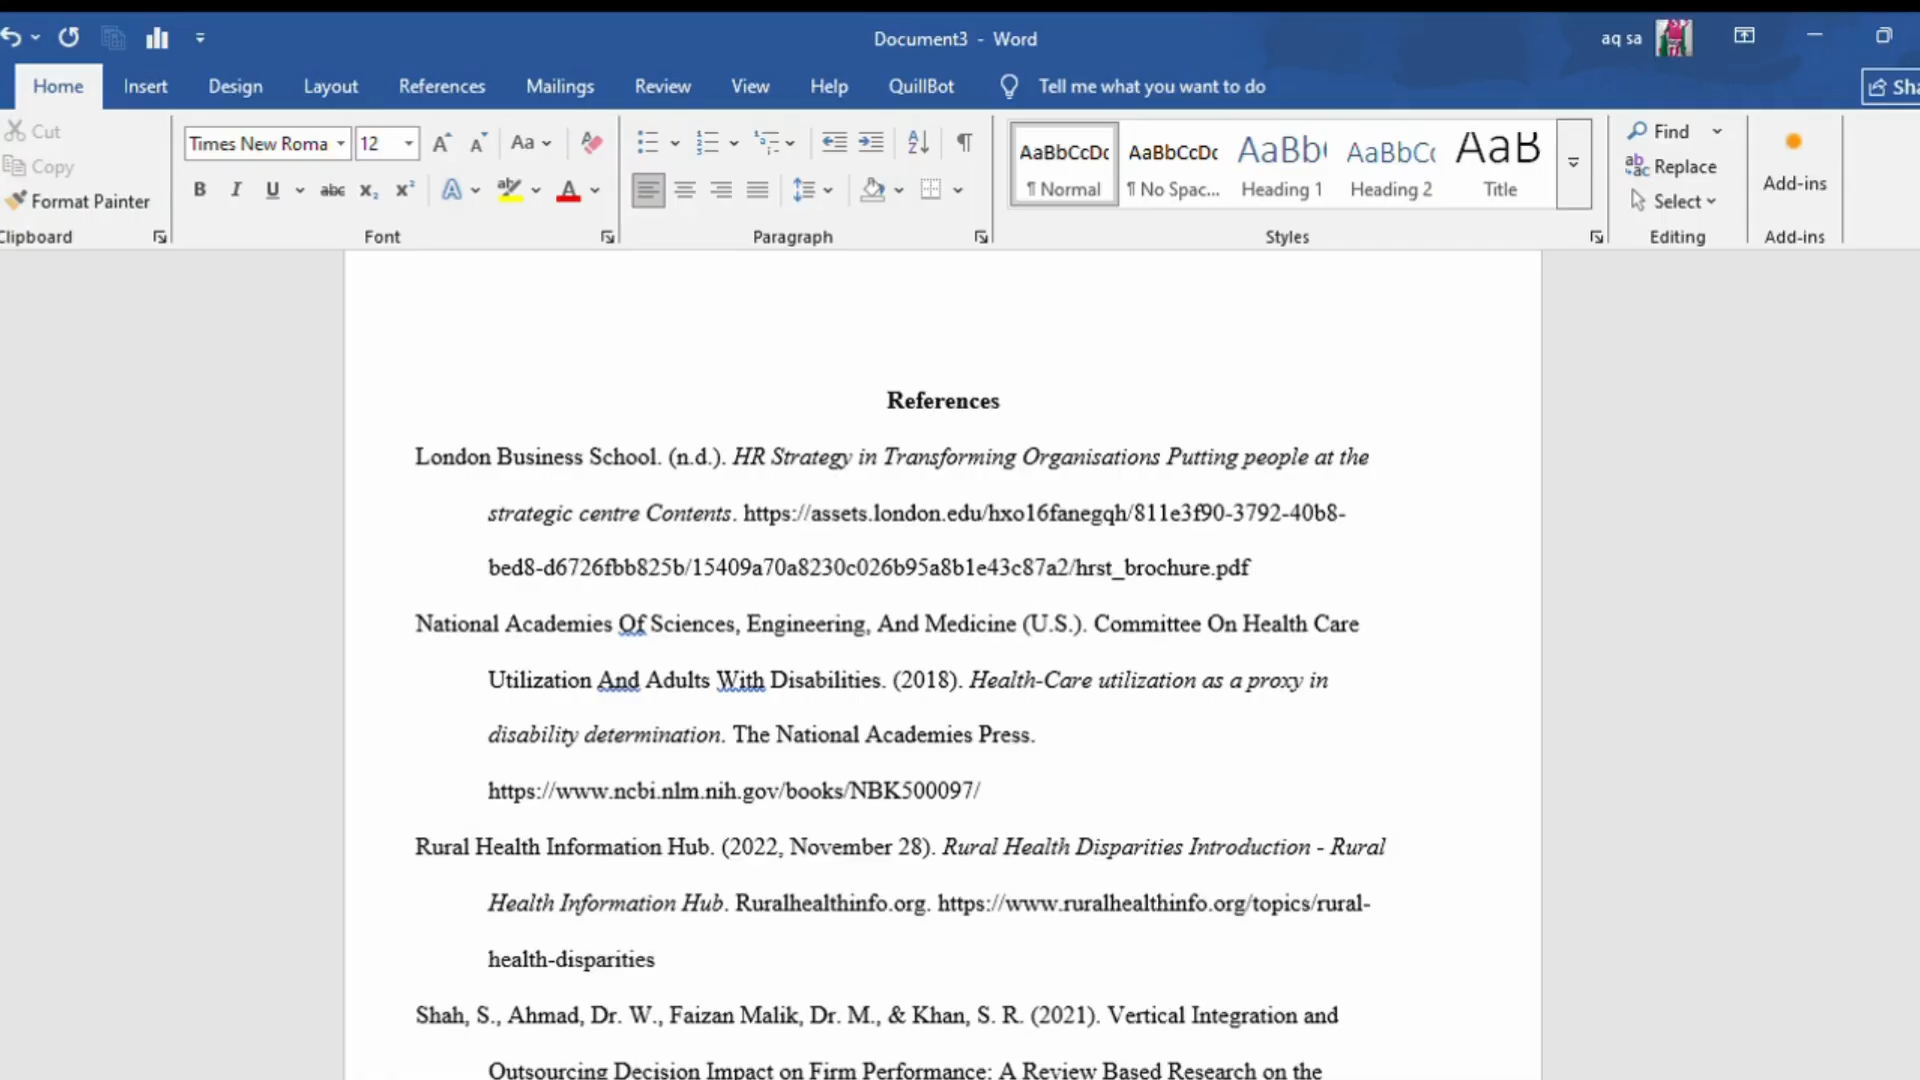 Document3 - Word
aq sa
Home Insert Design Layout References Mailings Review View Help QuillBot Tell me what you want to do
Cut
Copy
Format Painter
Times New Roma 12 Aa
B I U abc x₂ x² A ab A
AaBbCcDc AaBbCcDc AaBb AaBbCc AaB
¶ Normal ¶ No Spac... Heading 1 Heading 2 Title
Find
Replace
Select
Add-ins
Clipboard Font Paragraph Styles Editing Add-ins
References
London Business School. (n.d.). HR Strategy in Transforming Organisations Putting people at the
strategic centre Contents. https://assets.london.edu/hxo16fanegqh/811e3f90-3792-40b8-
bed8-d6726fbb825b/15409a70a8230c026b95a8b1e43c87a2/hrst_brochure.pdf
National Academies Of Sciences, Engineering, And Medicine (U.S.). Committee On Health Care
Utilization And Adults With Disabilities. (2018). Health-Care utilization as a proxy in
disability determination. The National Academies Press.
https://www.ncbi.nlm.nih.gov/books/NBK500097/
Rural Health Information Hub. (2022, November 28). Rural Health Disparities Introduction - Rural
Health Information Hub. Ruralhealthinfo.org. https://www.ruralhealthinfo.org/topics/rural-
health-disparities
Shah, S., Ahmad, Dr. W., Faizan Malik, Dr. M., & Khan, S. R. (2021). Vertical Integration and
Outsourcing Decision Impact on Firm Performance: A Review Based Research on the